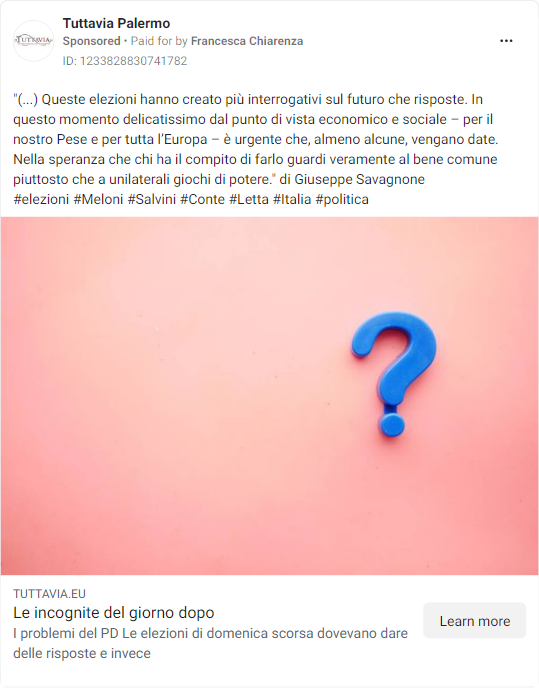 Tuttavia Palermo
TUTTAVIA
Sponsored • Paid for by Francesca Chiarenza
ID: 1233828830741782
"(...) Queste elezioni hanno creato più interrogativi sul futuro che risposte. In
questo momento delicatissimo dal punto di vista economico e sociale – per il
nostro Pese e per tutta l’Europa – è urgente che, almeno alcune, vengano date.
Nella speranza che chi ha il compito di farlo guardi veramente al bene comune
piuttosto che a unilaterali giochi di potere." di Giuseppe Savagnone
#elezioni #Meloni #Salvini #Conte #Letta #Italia #politica
?
TUTTAVIA.EU
Le incognite del giorno dopo
I problemi del PD Le elezioni di domenica scorsa dovevano dare
delle risposte e invece
Learn more